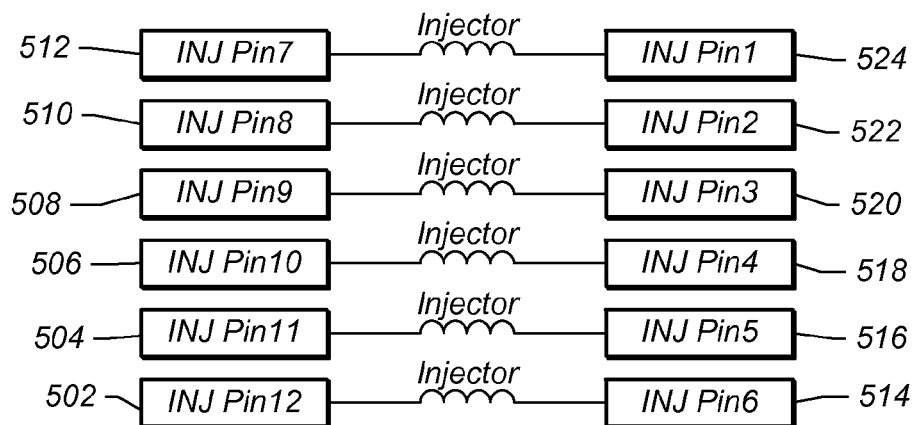 Injector
512 INJ Pin7 INJ Pin1 524
Injector
510 INJ Pin8 INJ Pin2 522
Injector
508 INJ Pin9 INJ Pin3 520
Injector
506 INJ Pin10 INJ Pin4 518
Injector
504 INJ Pin11 INJ Pin5 516
Injector
502 INJ Pin12 INJ Pin6 514